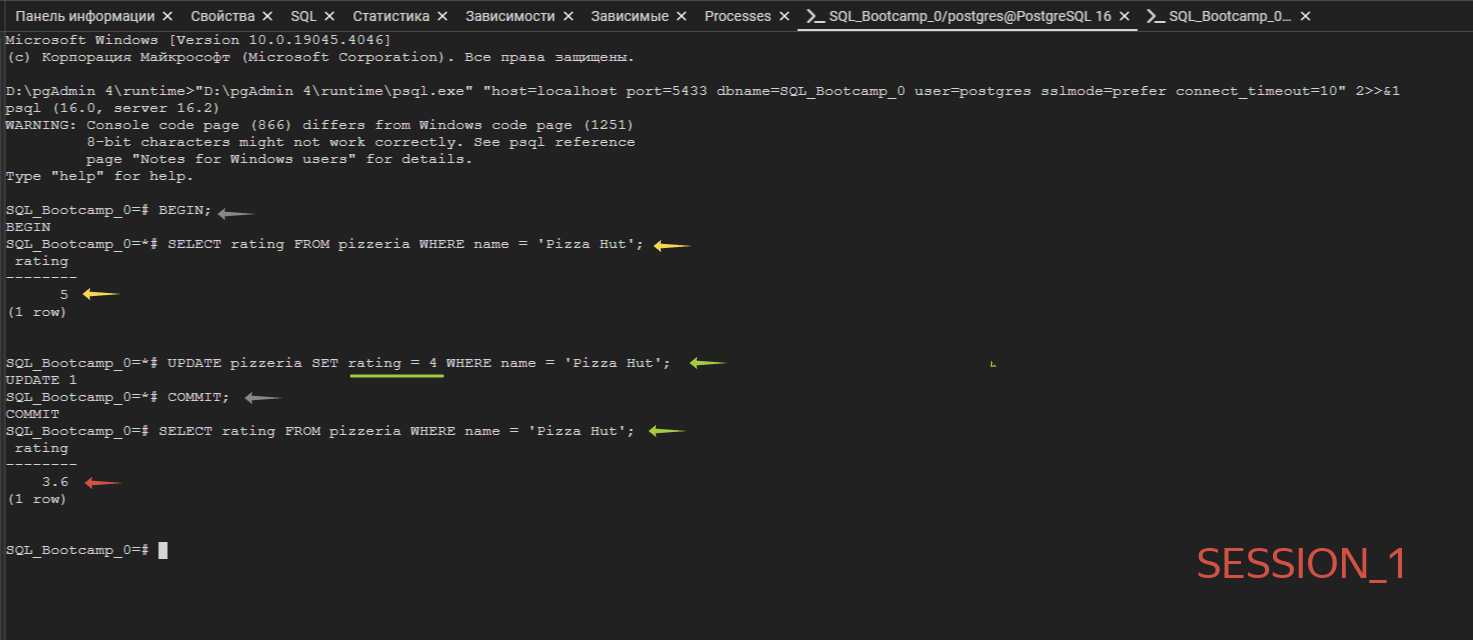 Панель информации ✕ Свойства ✕ SQL ✕ Статистика ✕ Зависимости ✕ Зависимые ✕ Processes ✕ SQL_Bootcamp_0/postgres@PostgreSQL 16 ✕ SQL_Bootcamp_0... ✕
Microsoft Windows [Version 10.0.19045.4046]
(c) Корпорация Майкрософт (Microsoft Corporation). Все права защищены.
D:\pgAdmin 4\runtime>"D:\pgAdmin 4\runtime\psql.exe" "host=localhost port=5433 dbname=SQL_Bootcamp_0 user=postgres sslmode=prefer connect_timeout=10" 2>>&1
psql (16.0, server 16.2)
WARNING: Console code page (866) differs from Windows code page (1251)
8-bit characters might not work correctly. See psql reference
page "Notes for Windows users" for details.
Type "help" for help.
SQL_Bootcamp_0=# BEGIN;
BEGIN
SQL_Bootcamp_0=*# SELECT rating FROM pizzeria WHERE name = 'Pizza Hut';
rating
--------
5
(1 row)
SQL_Bootcamp_0=*# UPDATE pizzeria SET rating = 4 WHERE name = 'Pizza Hut';
UPDATE 1
SQL_Bootcamp_0=*# COMMIT;
COMMIT
SQL_Bootcamp_0=# SELECT rating FROM pizzeria WHERE name = 'Pizza Hut';
rating
--------
3.6
(1 row)
SQL_Bootcamp_0=#
SESSION_1